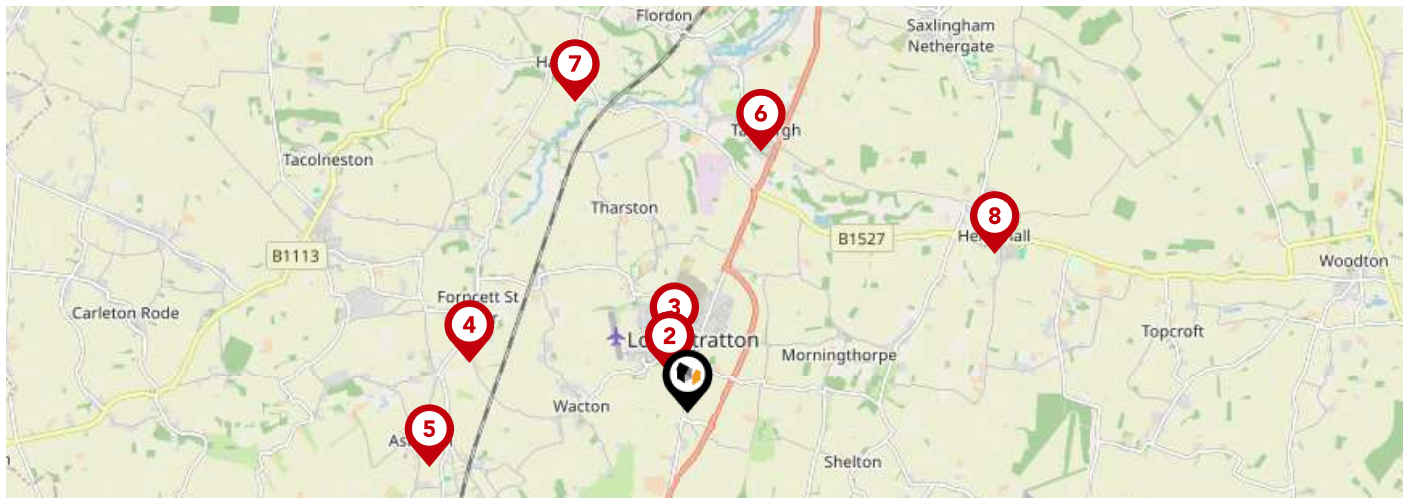 Flordon
Saxlingham
Nethergate
7
6
Tacolneston
Tharston
8
B1527
B1113
Woodton
Forncett St
Carleton Rode
3
4
2
Topcroft
Morningthorpe
Wacton
5
Shelton